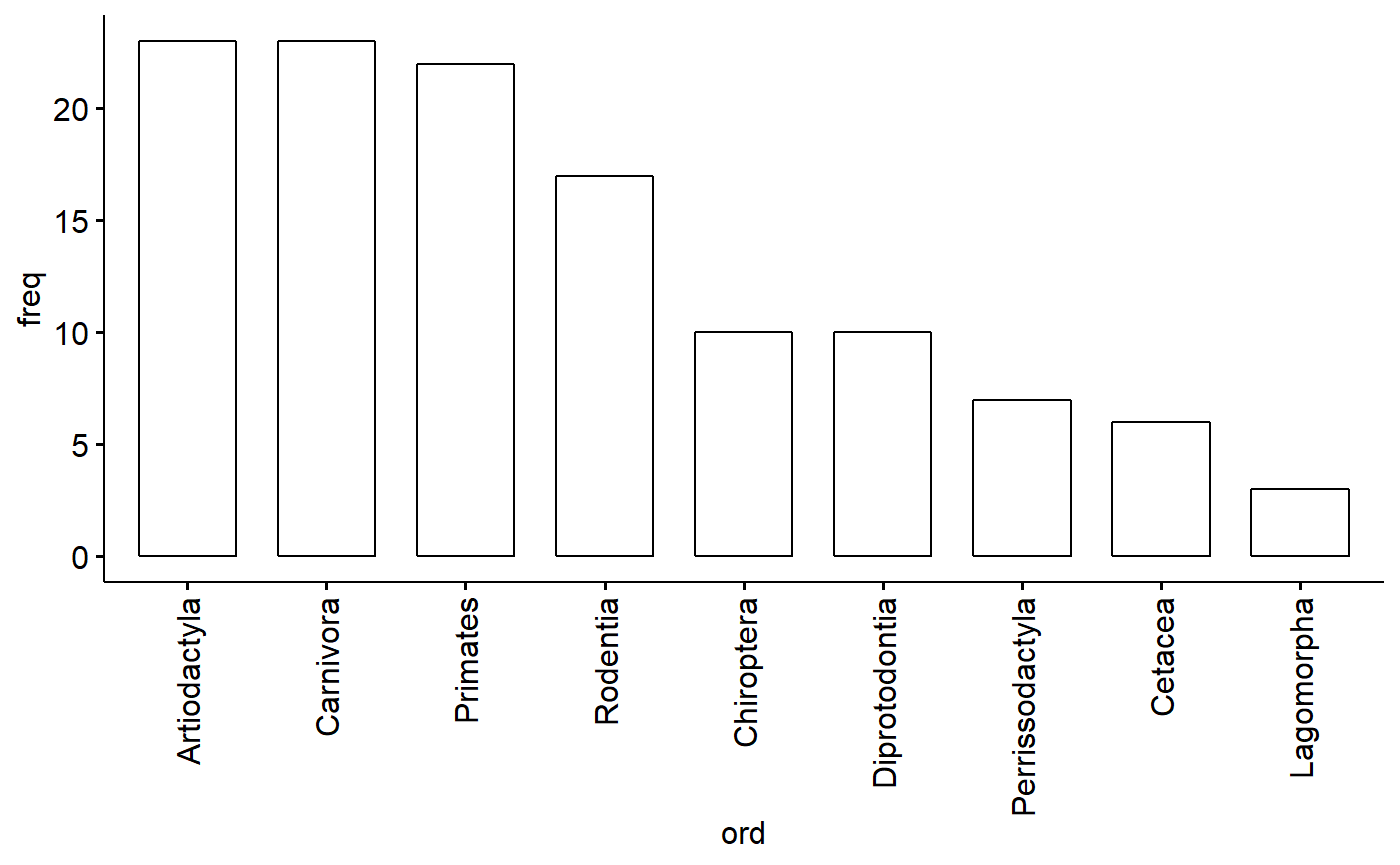 freq
20
15
10
5
0
Artiodactyla
Carnivora
Primates
Rodentia
Chiroptera
Diprotodontia
Perrissodactyla
Cetacea
Lagomorpha
ord